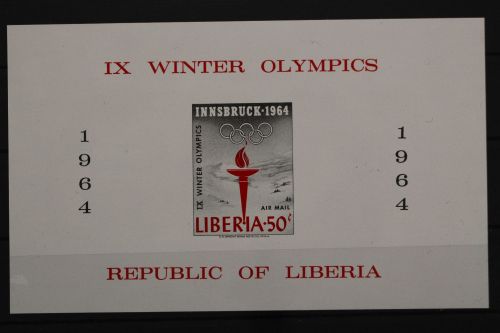 IX WINTER OLYMPICS
1
9
6
4
INNSBRUCK·1964
IX WINTER OLYMPICS
AIR MAIL
LIBERIA·50¢
1
9
6
4
REPUBLIC OF LIBERIA